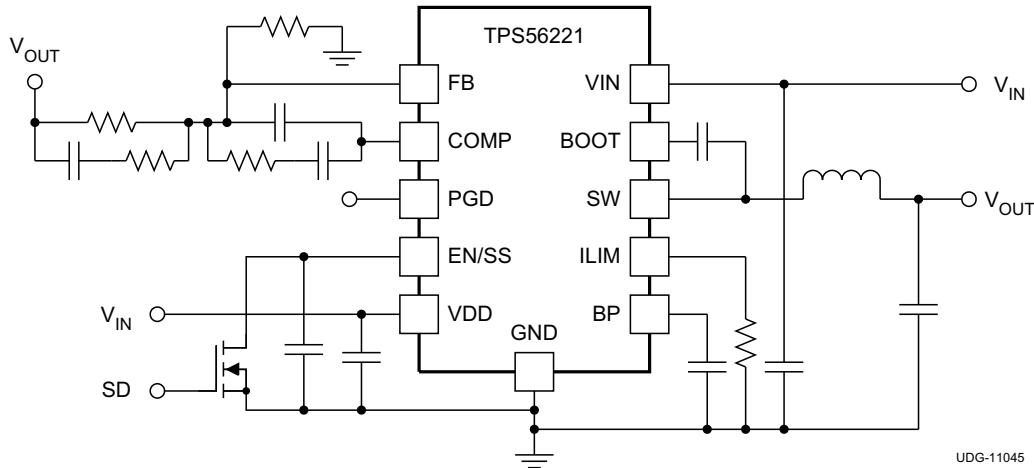 TPS56221
V_OUT
FB
VIN
V_IN
COMP
BOOT
PGD
SW
V_OUT
EN/SS
ILIM
V_IN
VDD
BP
GND
SD
UDG-11045